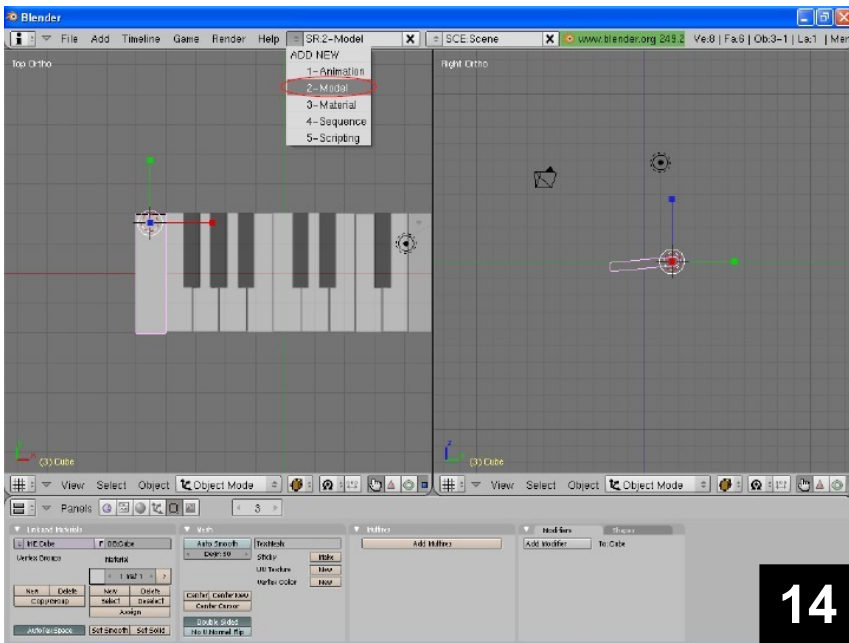 Blender
File Add Timeline Game Render Help SR:2-Model X SCE:Scene X www.blender.org 249.2 Ve:8 | Fa:6 | Ob:3-1 | La:1 | Mer
ADD NEW
1-Animation
2-Model
3-Material
4-Sequence
5-Scripting
Top Ortho
Right Ortho
(3) Cube
(3) Cube
View Select Object Object Mode
View Select Object Object Mode
Panels 3
Link and Materials
ME:Cube F OB:Cube
Vertex Groups Material
1 Mat 1
New Delete New Delete
Copy Group Select Deselect
Assign
AutoTexSpace Set Smooth Set Solid
Mesh
Auto Smooth TexMesh:
Degr: 30 Sticky Make
UV Texture New
Vertex Color New
Center Center New
Center Cursor
Double Sided
No V.Normal Flip
Multires
Add Multires
Modifiers Shapes
Add Modifier To: Cube
14